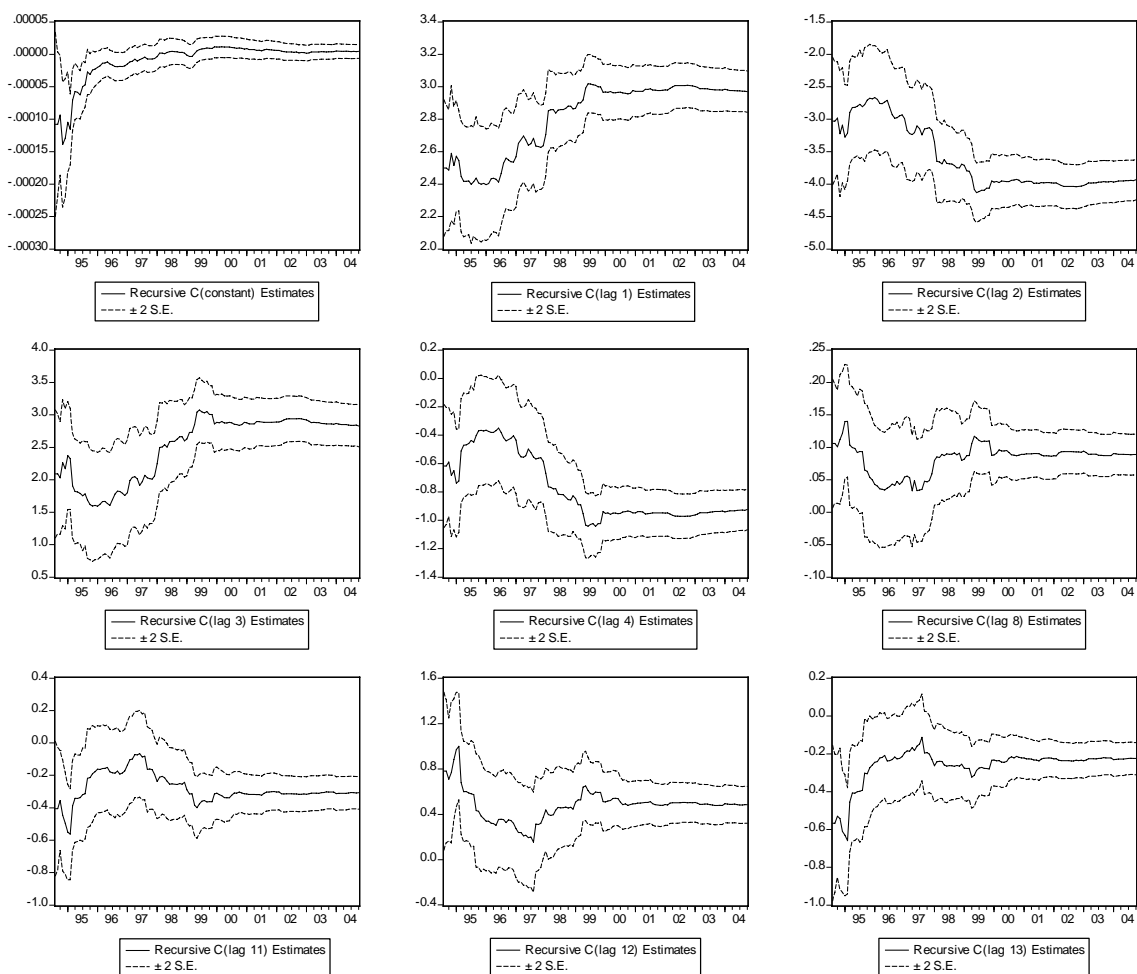 .00005
.00000
-.00005
-.00010
-.00015
-.00020
-.00025
-.00030
95 96 97 98 99 00 01 02 03 04
Recursive C(constant) Estimates
± 2 S.E.
3.4
3.2
3.0
2.8
2.6
2.4
2.2
2.0
95 96 97 98 99 00 01 02 03 04
Recursive C(lag 1) Estimates
± 2 S.E.
-1.5
-2.0
-2.5
-3.0
-3.5
-4.0
-4.5
-5.0
95 96 97 98 99 00 01 02 03 04
Recursive C(lag 2) Estimates
± 2 S.E.
4.0
3.5
3.0
2.5
2.0
1.5
1.0
0.5
95 96 97 98 99 00 01 02 03 04
Recursive C(lag 3) Estimates
± 2 S.E.
0.2
0.0
-0.2
-0.4
-0.6
-0.8
-1.0
-1.2
-1.4
95 96 97 98 99 00 01 02 03 04
Recursive C(lag 4) Estimates
± 2 S.E.
.25
.20
.15
.10
.05
.00
-.05
-.10
95 96 97 98 99 00 01 02 03 04
Recursive C(lag 8) Estimates
± 2 S.E.
0.4
0.2
0.0
-0.2
-0.4
-0.6
-0.8
-1.0
95 96 97 98 99 00 01 02 03 04
Recursive C(lag 11) Estimates
± 2 S.E.
1.6
1.2
0.8
0.4
0.0
-0.4
95 96 97 98 99 00 01 02 03 04
Recursive C(lag 12) Estimates
± 2 S.E.
0.2
0.0
-0.2
-0.4
-0.6
-0.8
-1.0
95 96 97 98 99 00 01 02 03 04
Recursive C(lag 13) Estimates
± 2 S.E.